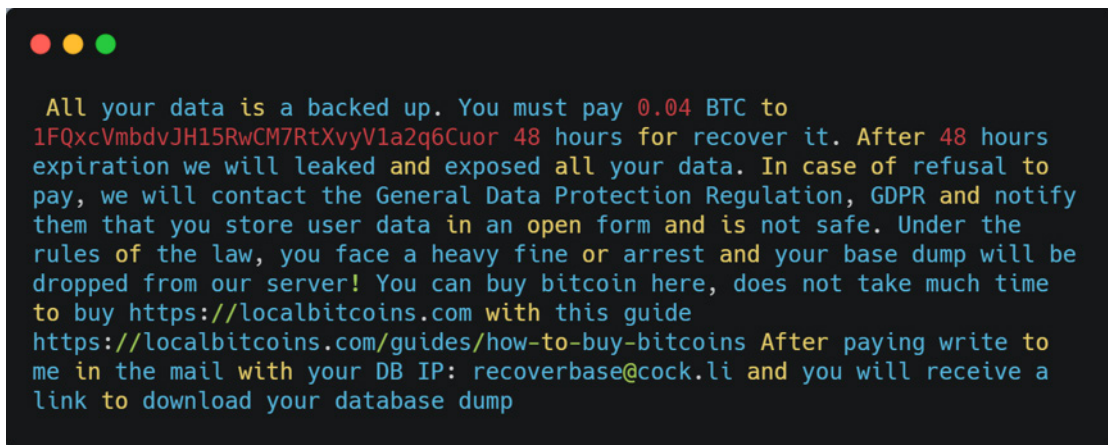 All your data is a backed up. You must pay 0.04 BTC to
1FQxcVmbdvJH15RwCM7RtXvyV1a2q6Cuor 48 hours for recover it. After 48 hours
expiration we will leaked and exposed all your data. In case of refusal to
pay, we will contact the General Data Protection Regulation, GDPR and notify
them that you store user data in an open form and is not safe. Under the
rules of the law, you face a heavy fine or arrest and your base dump will be
dropped from our server! You can buy bitcoin here, does not take much time
to buy https://localbitcoins.com with this guide
https://localbitcoins.com/guides/how-to-buy-bitcoins After paying write to
me in the mail with your DB IP: recoverbase@cock.li and you will receive a
link to download your database dump